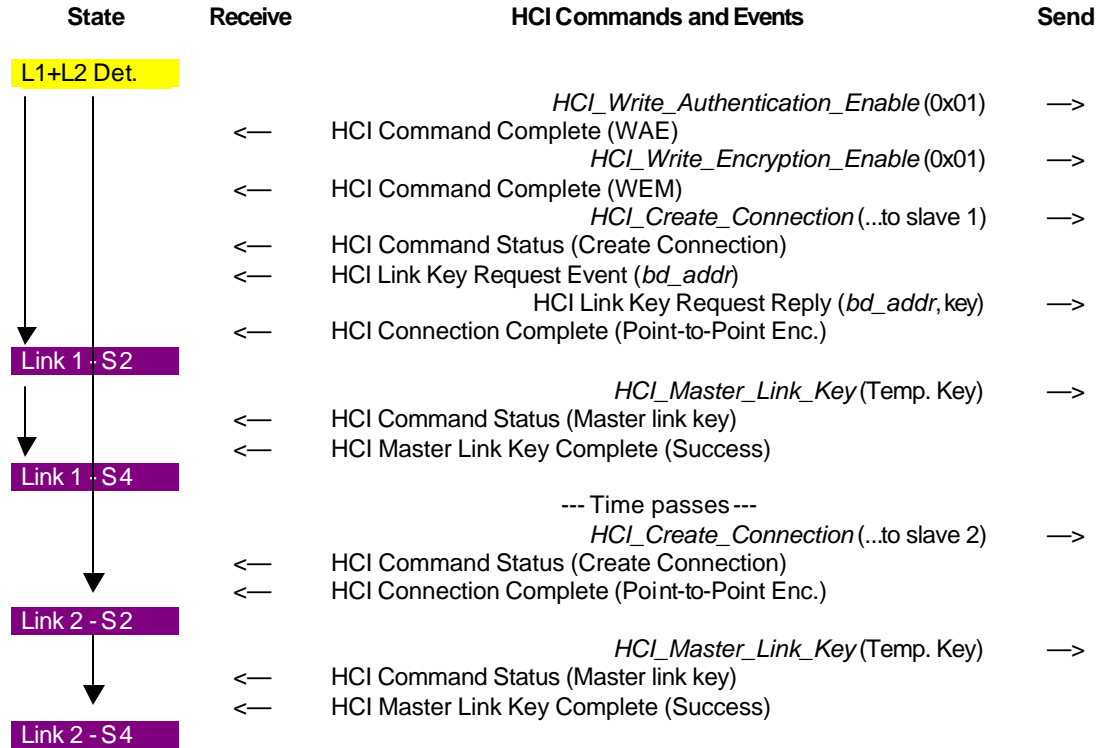 State Receive HCI Commands and Events Send
L1+L2 Det.
HCI_Write_Authentication_Enable (0x01) —>
<— HCI Command Complete (WAE)
HCI_Write_Encryption_Enable (0x01) —>
<— HCI Command Complete (WEM)
HCI_Create_Connection (...to slave 1) —>
<— HCI Command Status (Create Connection)
<— HCI Link Key Request Event (bd_addr)
HCI Link Key Request Reply (bd_addr, key) —>
<— HCI Connection Complete (Point-to-Point Enc.)
Link 1 - S2
HCI_Master_Link_Key (Temp. Key) —>
<— HCI Command Status (Master link key)
<— HCI Master Link Key Complete (Success)
Link 1 - S4
--- Time passes ---
HCI_Create_Connection (...to slave 2) —>
<— HCI Command Status (Create Connection)
<— HCI Connection Complete (Point-to-Point Enc.)
Link 2 - S2
HCI_Master_Link_Key (Temp. Key) —>
<— HCI Command Status (Master link key)
<— HCI Master Link Key Complete (Success)
Link 2 - S4